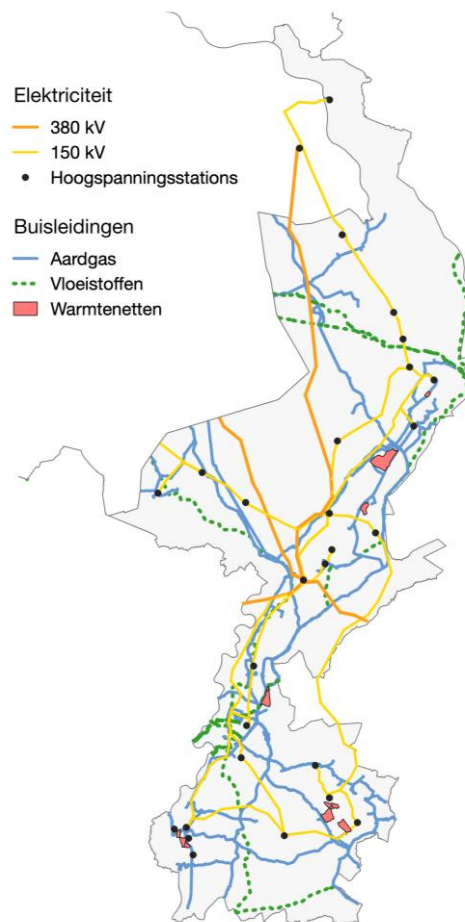 Elektriciteit
380 kV
150 kV
Hoogspanningsstations
Buisleidingen
Aardgas
Vloeistoffen
Warmtenetten